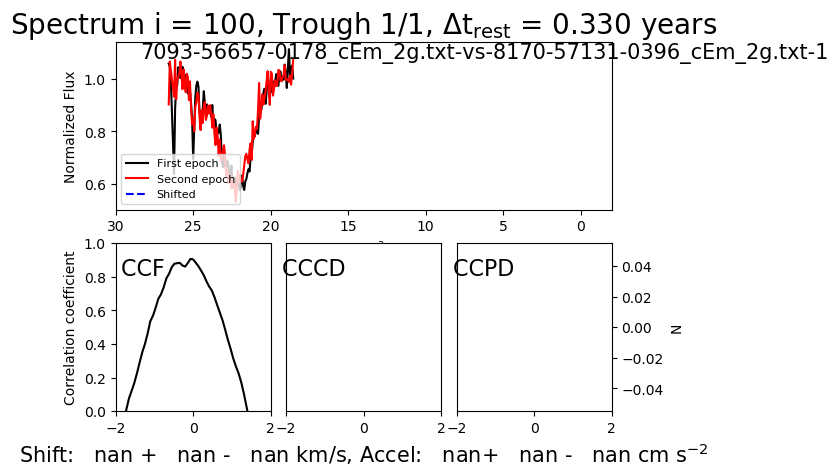 Spectrum i = 100, Trough 1/1, Δt_rest = 0.330 years
7093-56657-0178_cEm_2g.txt-vs-8170-57131-0396_cEm_2g.txt-1
Normalized Flux
1.0
0.8
0.6
First epoch
Second epoch
Shifted
30 25 20 15 10 5 0
Correlation coefficient
1.0
0.8
0.6
0.4
0.2
0.0
CCF
CCCD
CCPD
0.04
0.02
0.00
−0.02
−0.04
N
−2 0 2 −2 0 2 −2 0 2
Shift: nan + nan - nan km/s, Accel: nan+ nan - nan cm s⁻²